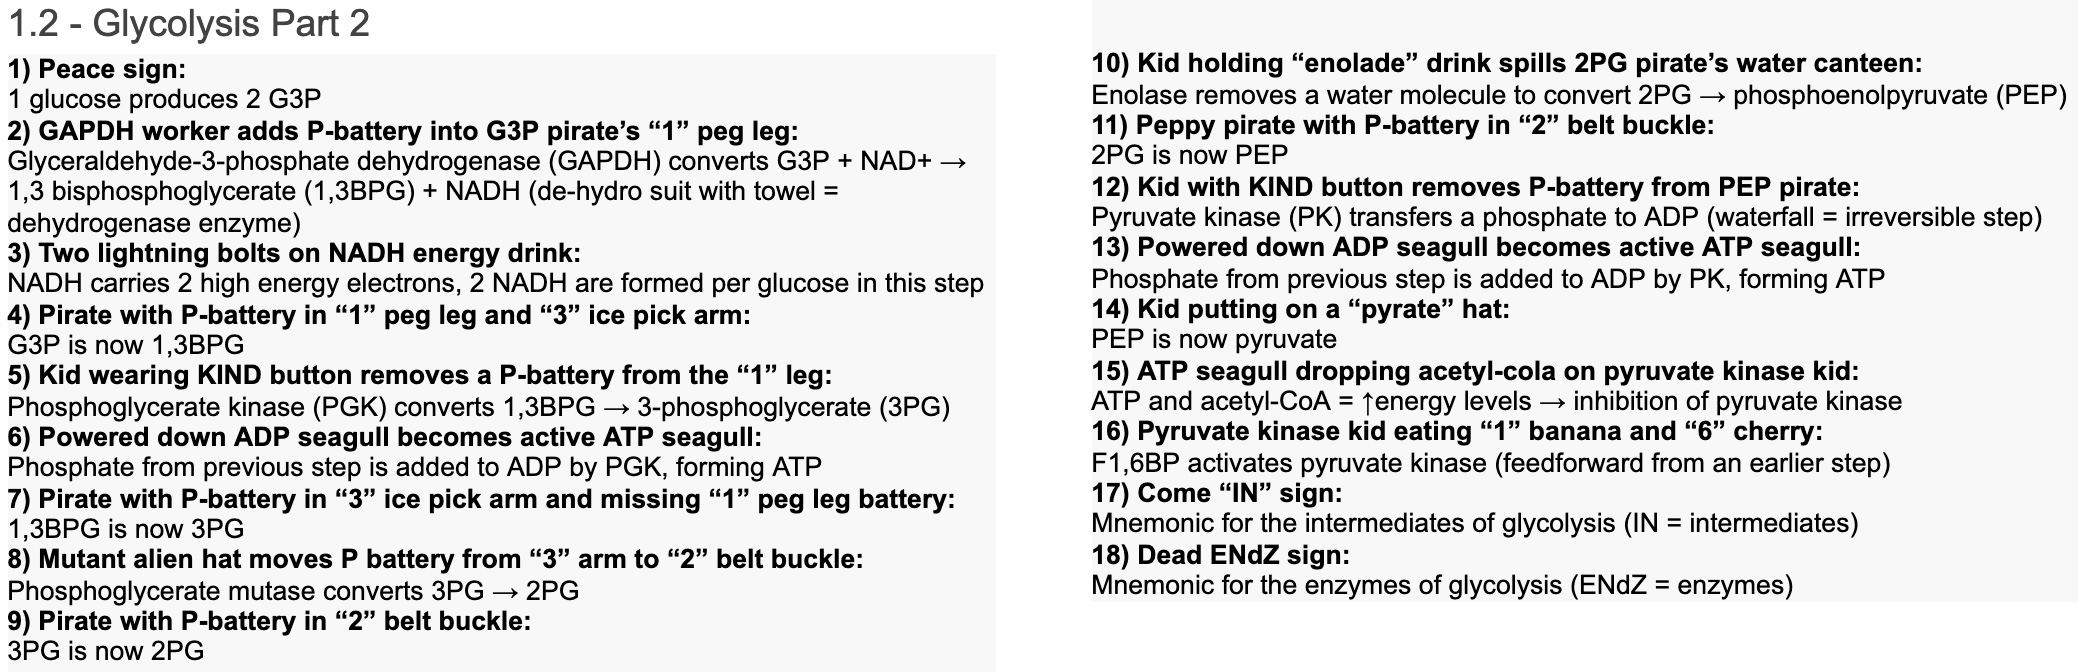 1.2 - Glycolysis Part 2
1) Peace sign:
1 glucose produces 2 G3P
2) GAPDH worker adds P-battery into G3P pirate’s “1” peg leg:
Glyceraldehyde-3-phosphate dehydrogenase (GAPDH) converts G3P + NAD+ →
1,3 bisphosphoglycerate (1,3BPG) + NADH (de-hydro suit with towel =
dehydrogenase enzyme)
3) Two lightning bolts on NADH energy drink:
NADH carries 2 high energy electrons, 2 NADH are formed per glucose in this step
4) Pirate with P-battery in “1” peg leg and “3” ice pick arm:
G3P is now 1,3BPG
5) Kid wearing KIND button removes a P-battery from the “1” leg:
Phosphoglycerate kinase (PGK) converts 1,3BPG → 3-phosphoglycerate (3PG)
6) Powered down ADP seagull becomes active ATP seagull:
Phosphate from previous step is added to ADP by PGK, forming ATP
7) Pirate with P-battery in “3” ice pick arm and missing “1” peg leg battery:
1,3BPG is now 3PG
8) Mutant alien hat moves P battery from “3” arm to “2” belt buckle:
Phosphoglycerate mutase converts 3PG → 2PG
9) Pirate with P-battery in “2” belt buckle:
3PG is now 2PG
10) Kid holding “enolade” drink spills 2PG pirate’s water canteen:
Enolase removes a water molecule to convert 2PG → phosphoenolpyruvate (PEP)
11) Peppy pirate with P-battery in “2” belt buckle:
2PG is now PEP
12) Kid with KIND button removes P-battery from PEP pirate:
Pyruvate kinase (PK) transfers a phosphate to ADP (waterfall = irreversible step)
13) Powered down ADP seagull becomes active ATP seagull:
Phosphate from previous step is added to ADP by PK, forming ATP
14) Kid putting on a “pyrate” hat:
PEP is now pyruvate
15) ATP seagull dropping acetyl-cola on pyruvate kinase kid:
ATP and acetyl-CoA = ↑energy levels → inhibition of pyruvate kinase
16) Pyruvate kinase kid eating “1” banana and “6” cherry:
F1,6BP activates pyruvate kinase (feedforward from an earlier step)
17) Come “IN” sign:
Mnemonic for the intermediates of glycolysis (IN = intermediates)
18) Dead ENdZ sign:
Mnemonic for the enzymes of glycolysis (ENdZ = enzymes)